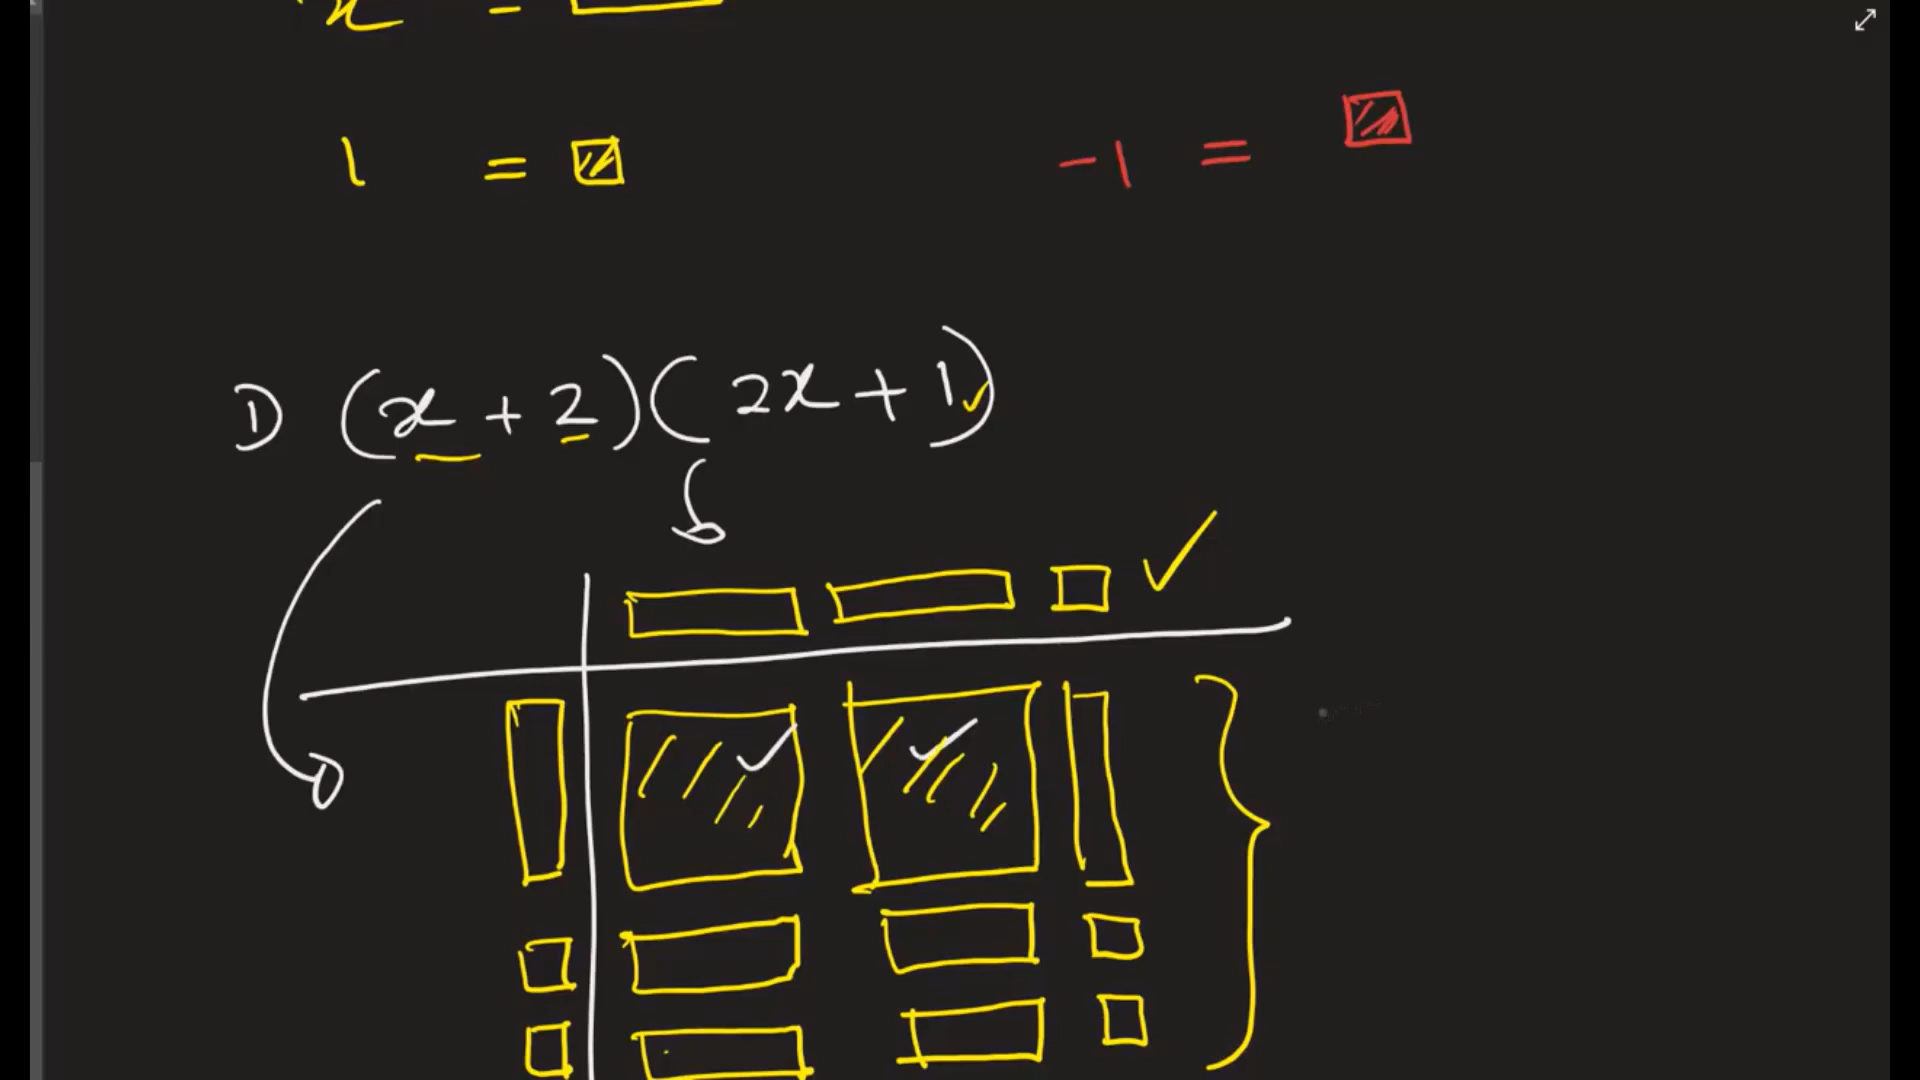 x =
1 =
-1 =
1) (x + 2)(2x + 1)